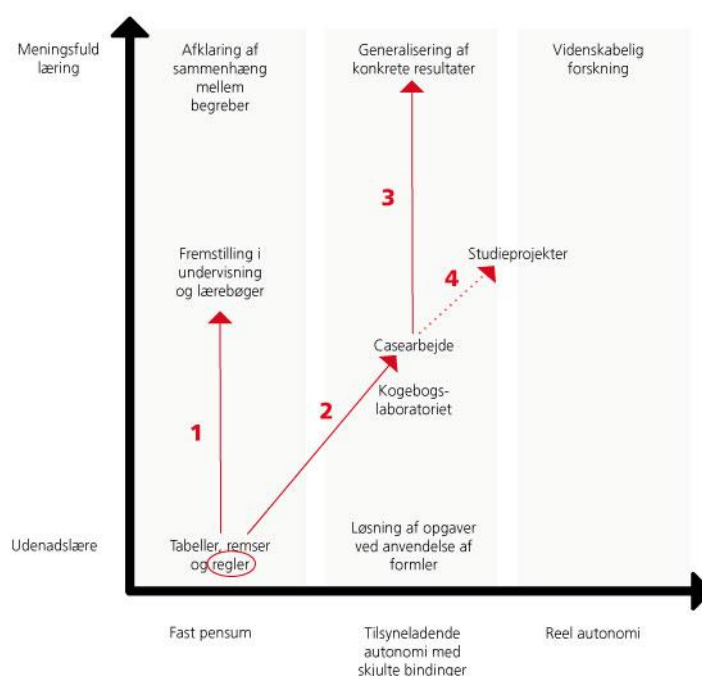 Meningsfuld
læring
Afklaring af
sammenhæng
mellem
begreber
Generalisering af
konkrete resultater
Videnskabelig
forskning
3
Fremstilling i
undervisning
og lærebøger
Studieprojekter
4
Casearbejde
Kogebogs-
laboratoriet
1
2
Udenadslære
Tabeller, remser
og regler
Løsning af opgaver
ved anvendelse af
formler
Fast pensum
Tilsyneladende
autonomi med
skjulte bindinger
Reel autonomi